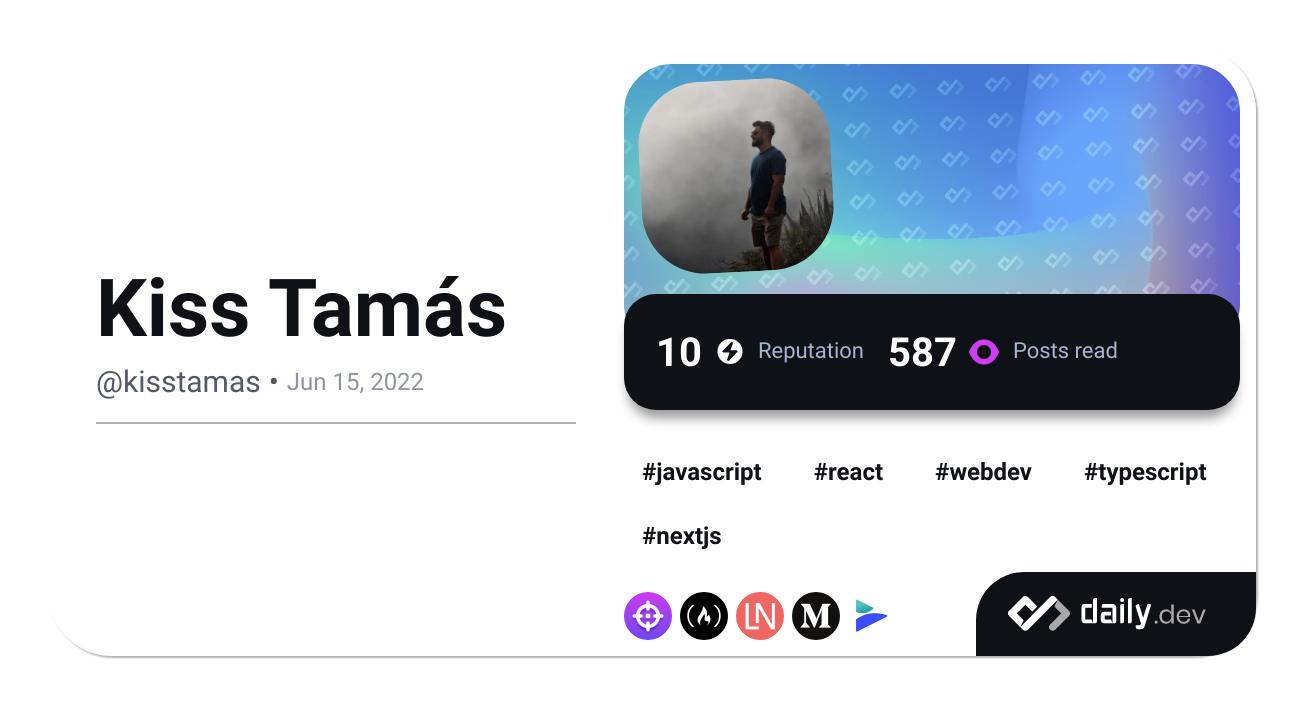 Kiss Tamás
@kisstamas • Jun 15, 2022
10 Reputation 587 Posts read
#javascript #react #webdev #typescript
#nextjs
LN M
daily.dev